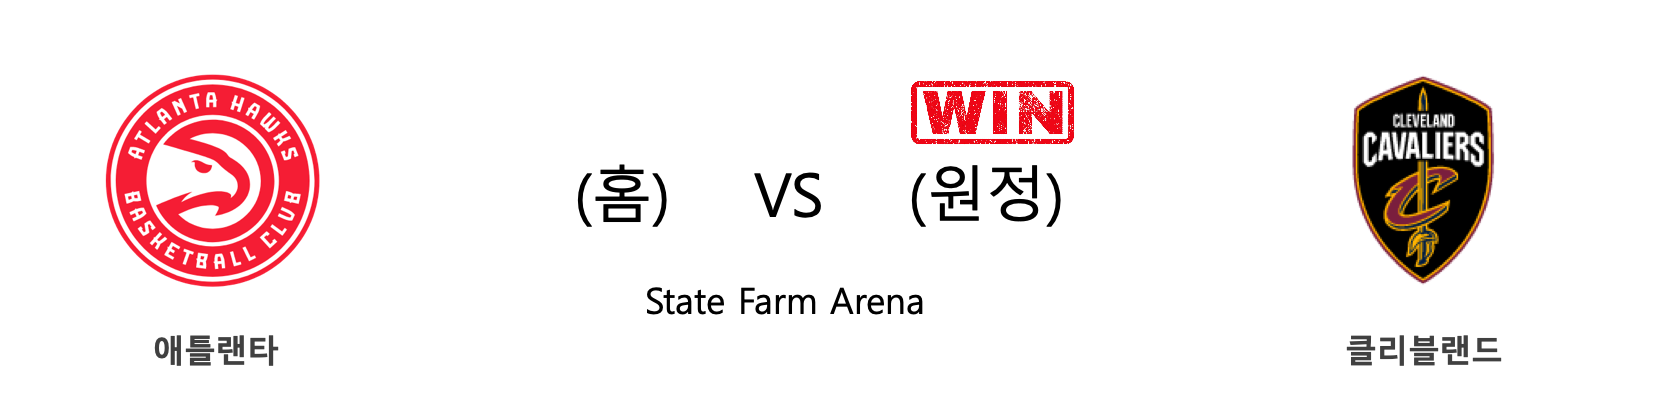 ATLANTA HAWKS
BASKETBALL CLUB
애틀랜타
WIN
(홈) VS (원정)
State Farm Arena
CLEVELAND
CAVALIERS
C
클리블랜드